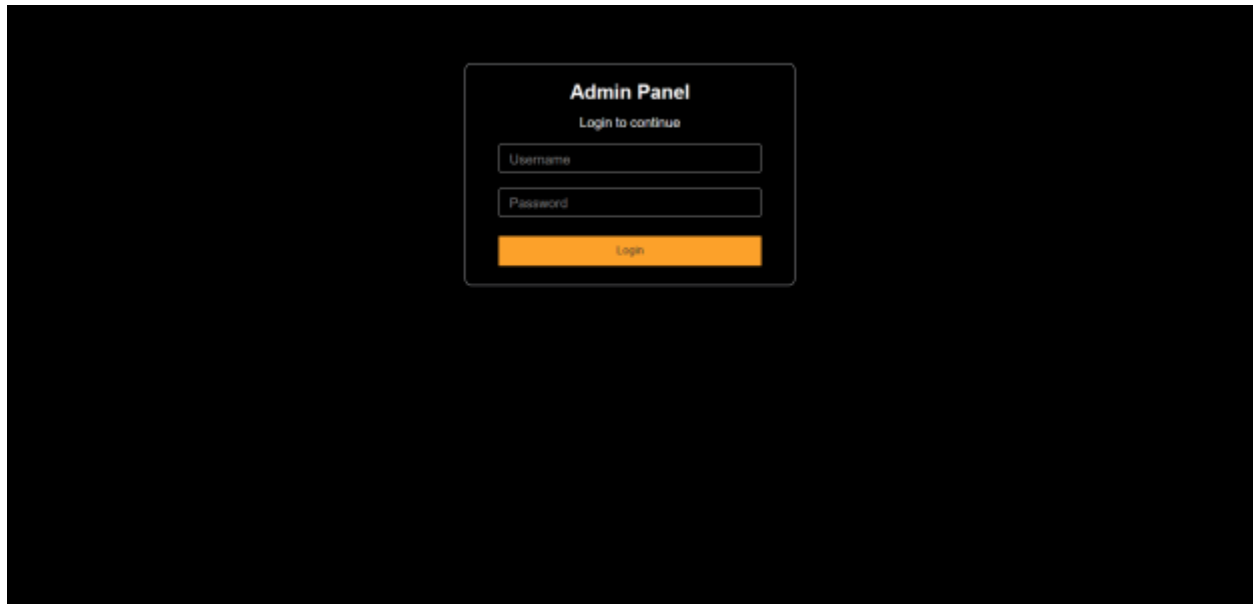 Admin Panel
Login to continue
Username
Password
Login